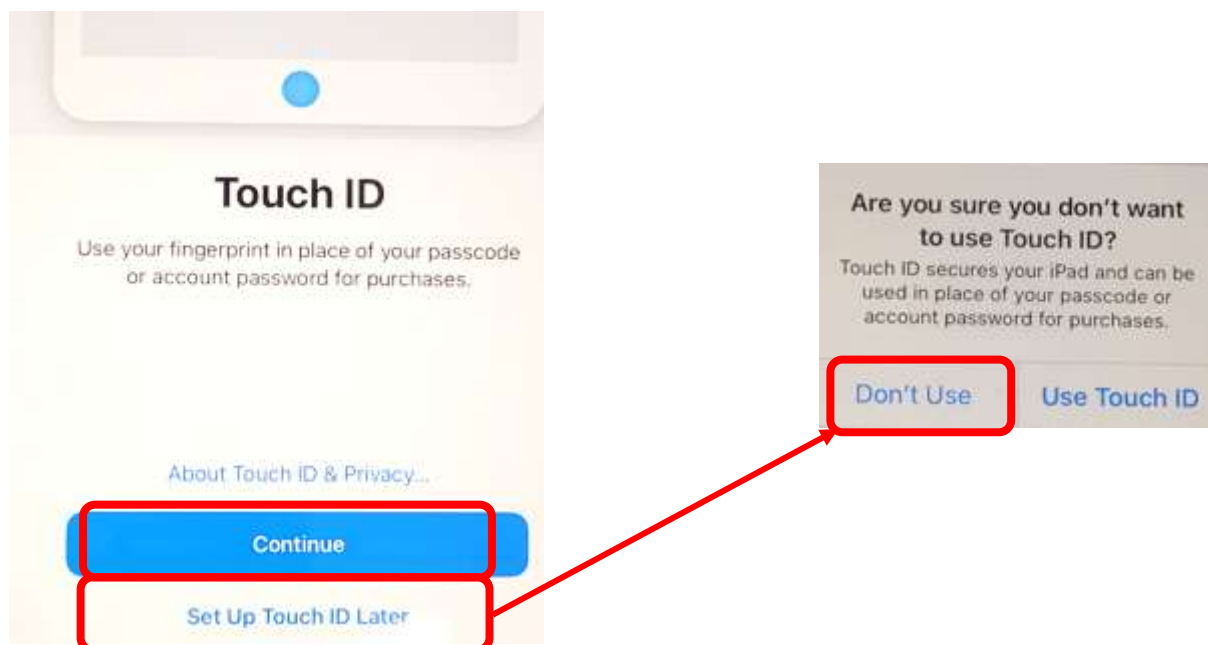 Touch ID
Use your fingerprint in place of your passcode
or account password for purchases.
About Touch ID & Privacy...
Continue
Set Up Touch ID Later
Are you sure you don't want
to use Touch ID?
Touch ID secures your iPad and can be
used in place of your passcode or
account password for purchases.
Don't Use
Use Touch ID